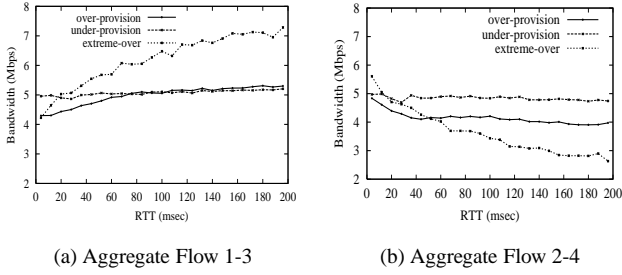 8
7
6
5
4
3
2
Bandwidth (Mbps)
over-provision
under-provision
extreme-over
0 20 40 60 80 100 120 140 160 180 200
RTT (msec)
(a) Aggregate Flow 1-3
8
7
6
5
4
3
2
Bandwidth (Mbps)
over-provision
under-provision
extreme-over
0 20 40 60 80 100 120 140 160 180 200
RTT (msec)
(b) Aggregate Flow 2-4